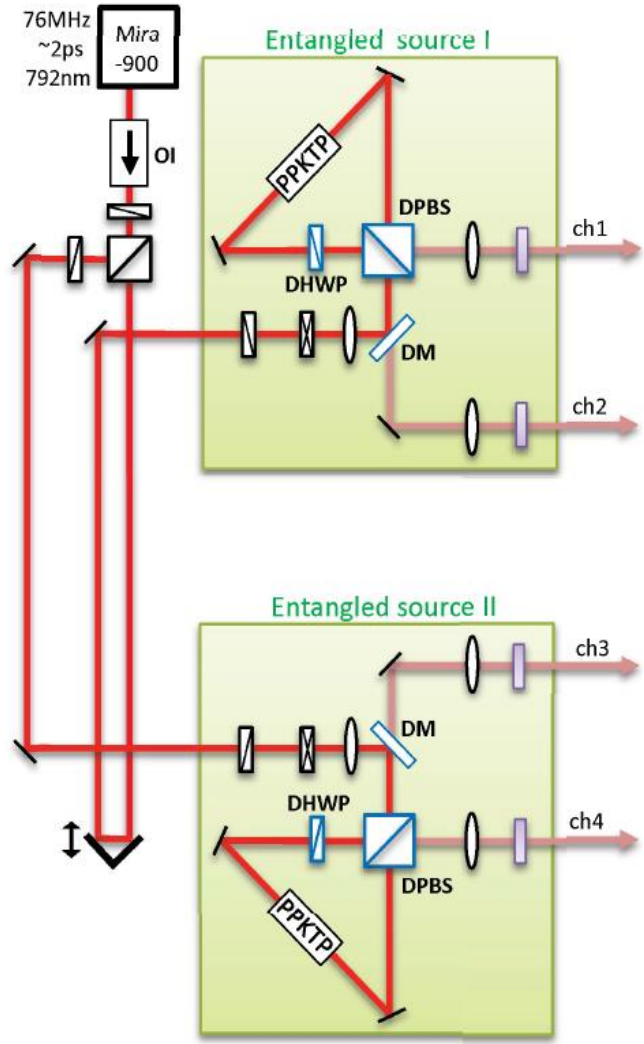 76MHz
~2ps
792nm
Mira
-900
OI
Entangled source I
PPKTP
DPBS
DHWP
DM
ch1
ch2
Entangled source II
ch3
DM
DHWP
DPBS
PPKTP
ch4